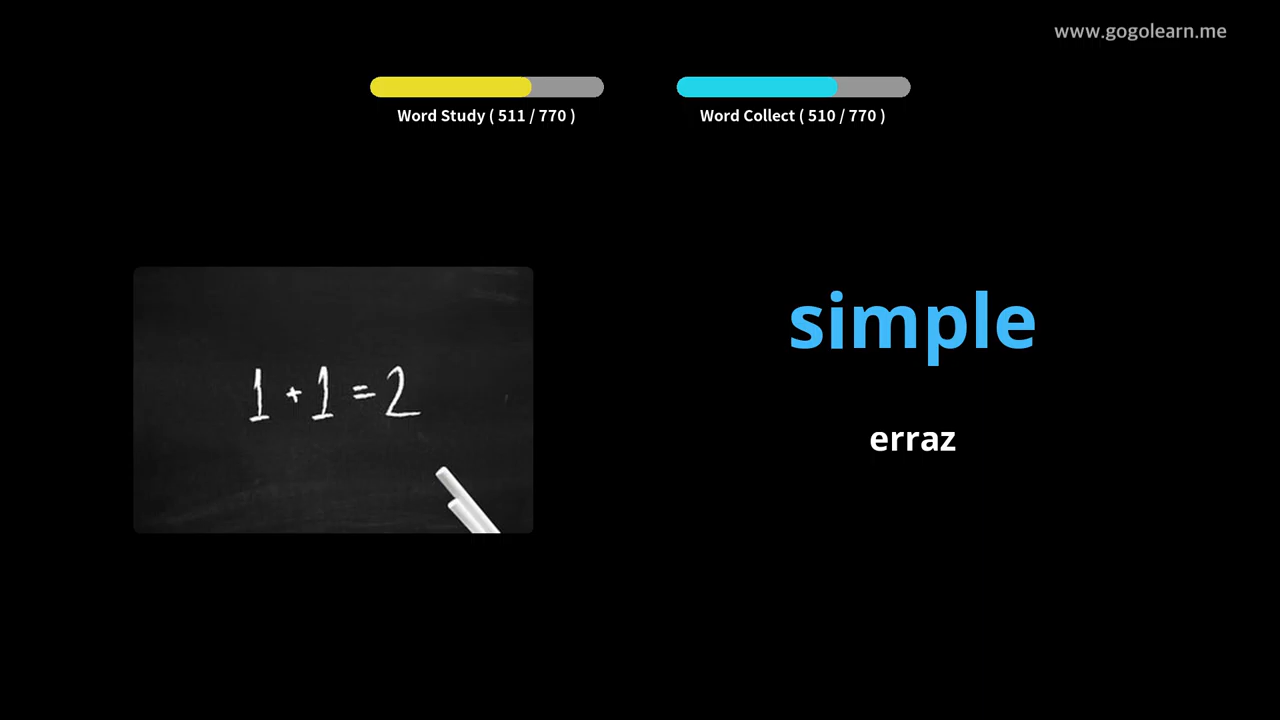 www.gogolearn.me
Word Study ( 511 / 770 )
Word Collect ( 510 / 770 )
1 + 1 = 2
simple
erraz